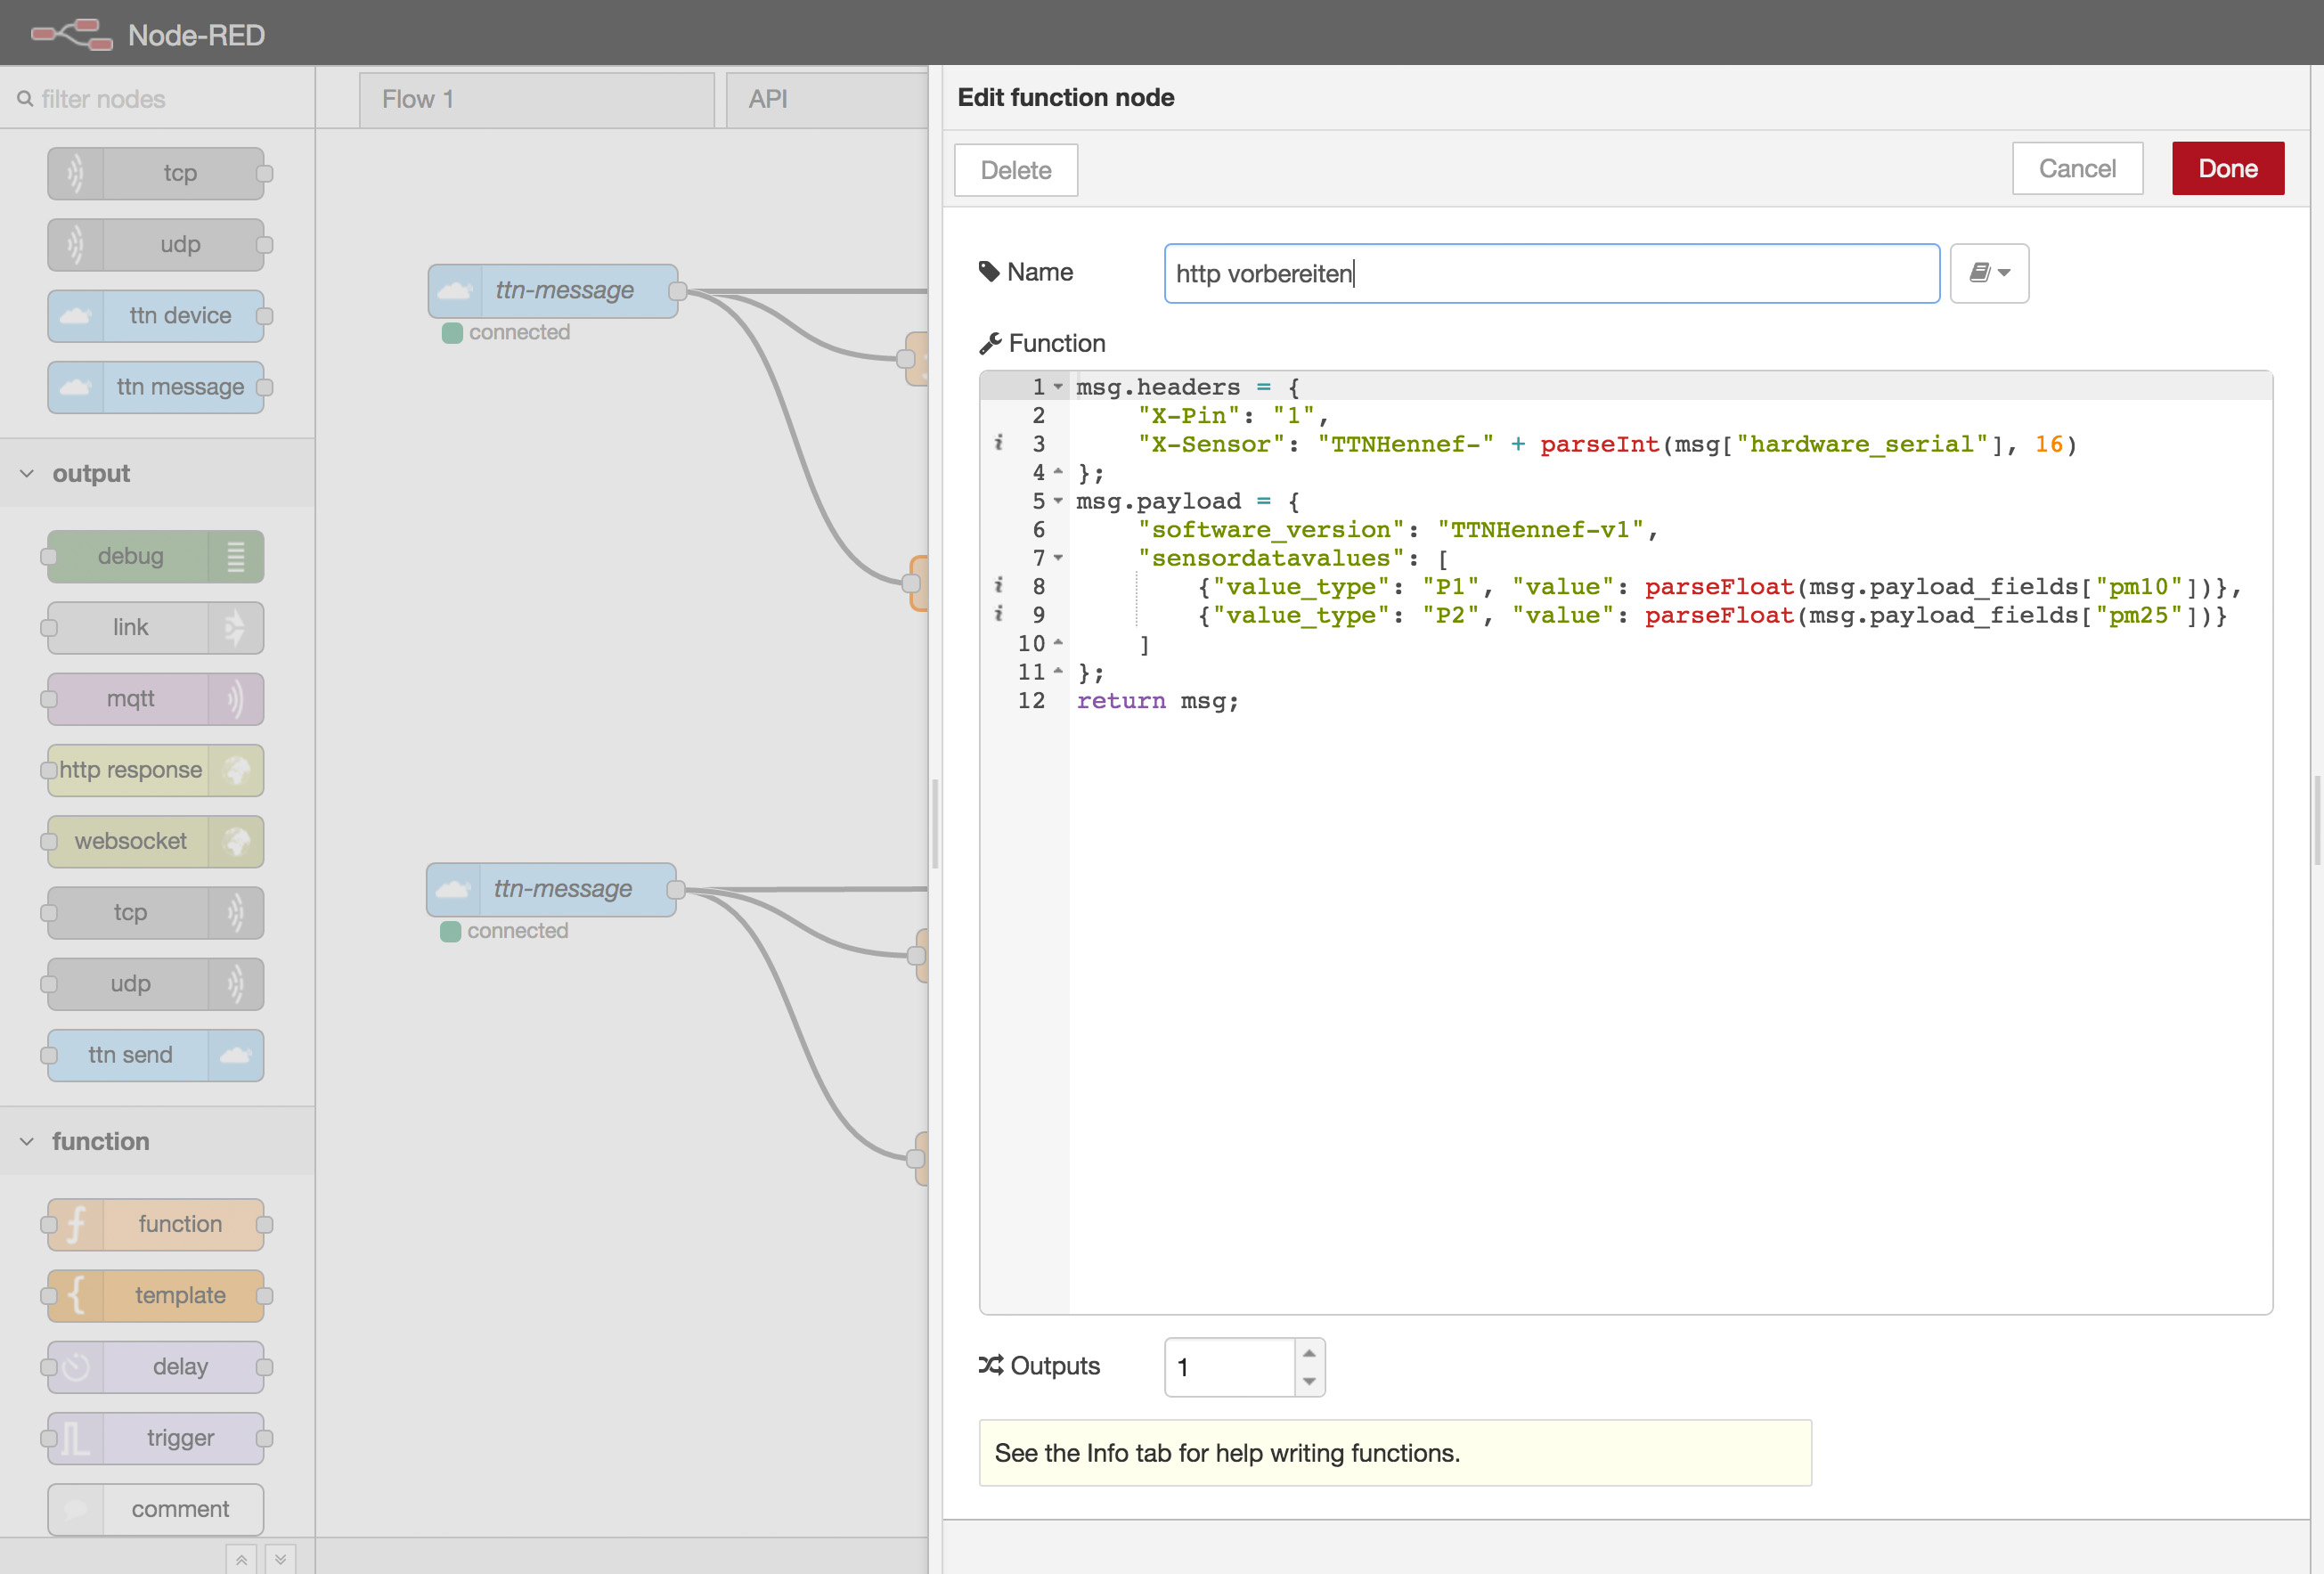 Node-RED
filter nodes
Flow 1
API
tcp
udp
ttn device
ttn message
output
debug
link
mqtt
http response
websocket
tcp
udp
ttn send
function
function
template
delay
trigger
comment
ttn-message
connected
ttn-message
connected
Edit function node
Delete
Cancel
Done
Name
http vorbereiten
Function
1 msg.headers = {
2 "X-Pin": "1",
3 "X-Sensor": "TTNHennef-" + parseInt(msg["hardware_serial"], 16)
4 };
5 msg.payload = {
6 "software_version": "TTNHennef-v1",
7 "sensordatavalues": [
8 {"value_type": "P1", "value": parseFloat(msg.payload_fields["pm10"])},
9 {"value_type": "P2", "value": parseFloat(msg.payload_fields["pm25"])}
10 ]
11 };
12 return msg;
Outputs
1
See the Info tab for help writing functions.